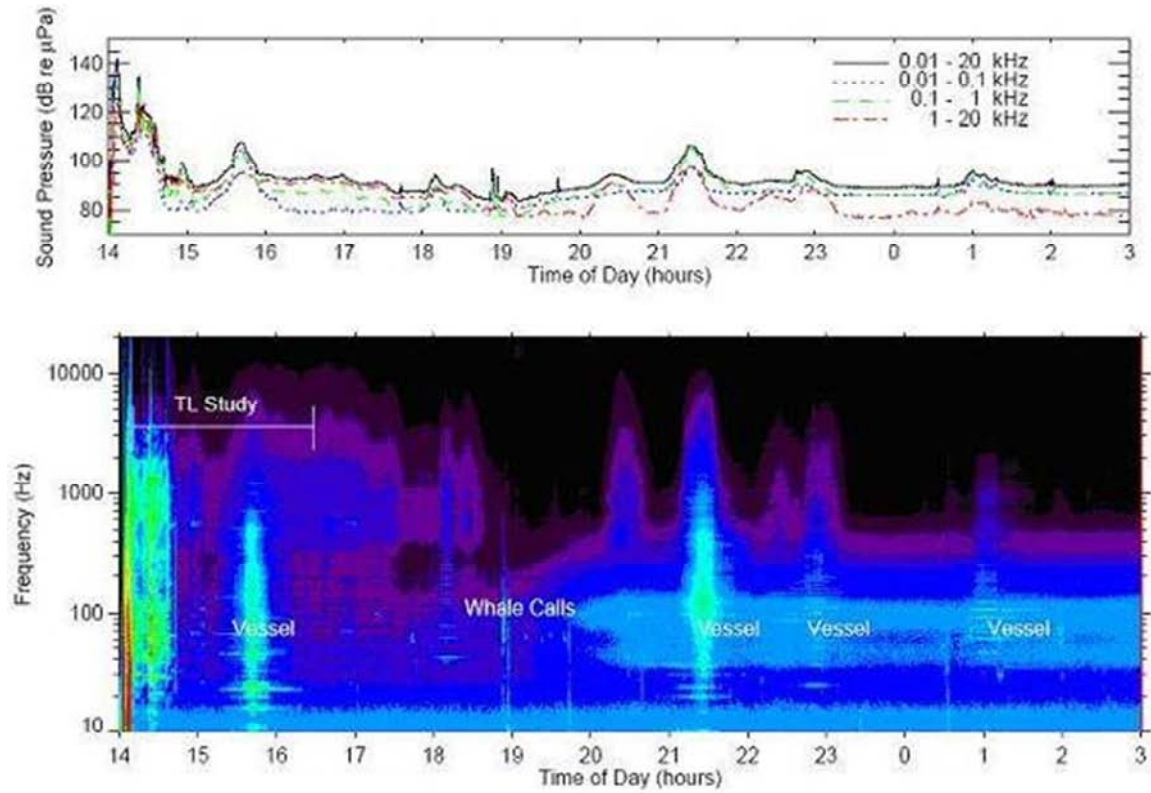 Sound Pressure (dB re µPa)
140
120
100
80
0.01 - 20 kHz
0.01 - 0.1 kHz
0.1 - 1 kHz
1 - 20 kHz
14 15 16 17 18 19 20 21 22 23 0 1 2 3
Time of Day (hours)
Frequency (Hz)
10000
1000
100
10
TL Study
Whale Calls
Vessel Vessel Vessel Vessel
14 15 16 17 18 19 20 21 22 23 0 1 2 3
Time of Day (hours)